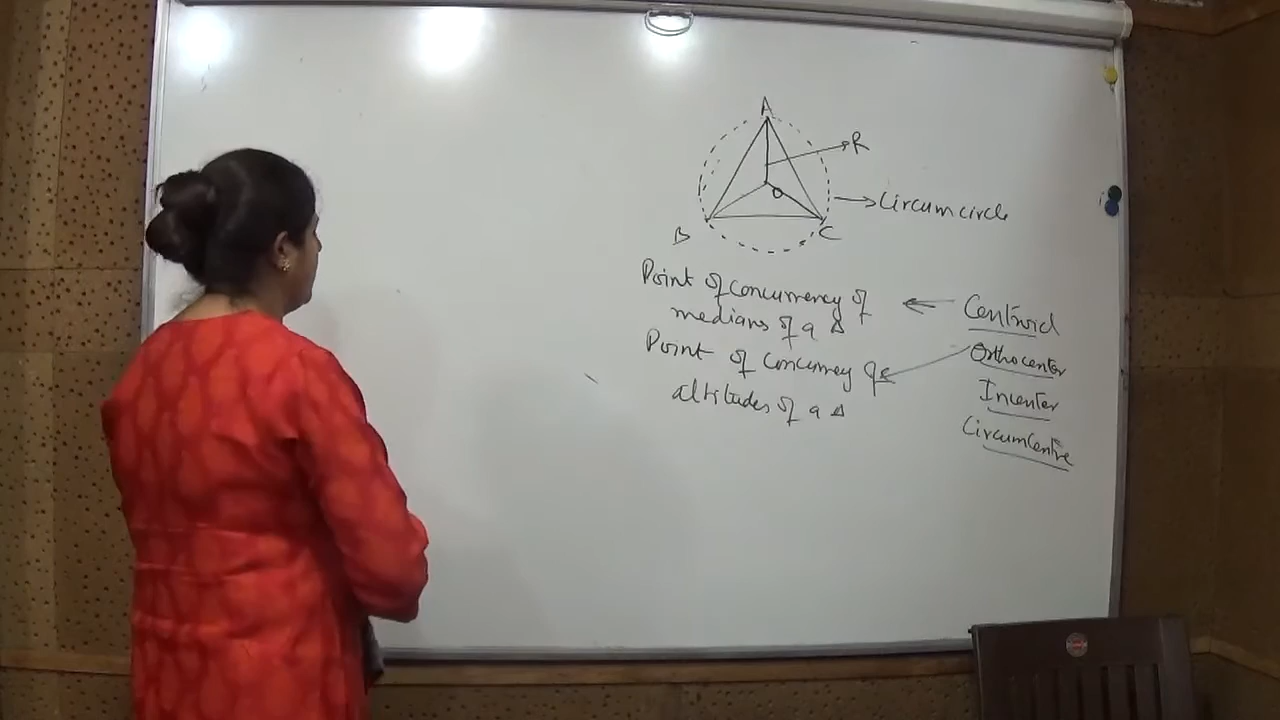 A
R
O
Circumcircle
B
C
Point of concurrency of
medians of a Δ
Centroid
Point of concurrency of
altitudes of a Δ
Orthocenter
Incenter
Circumcentre